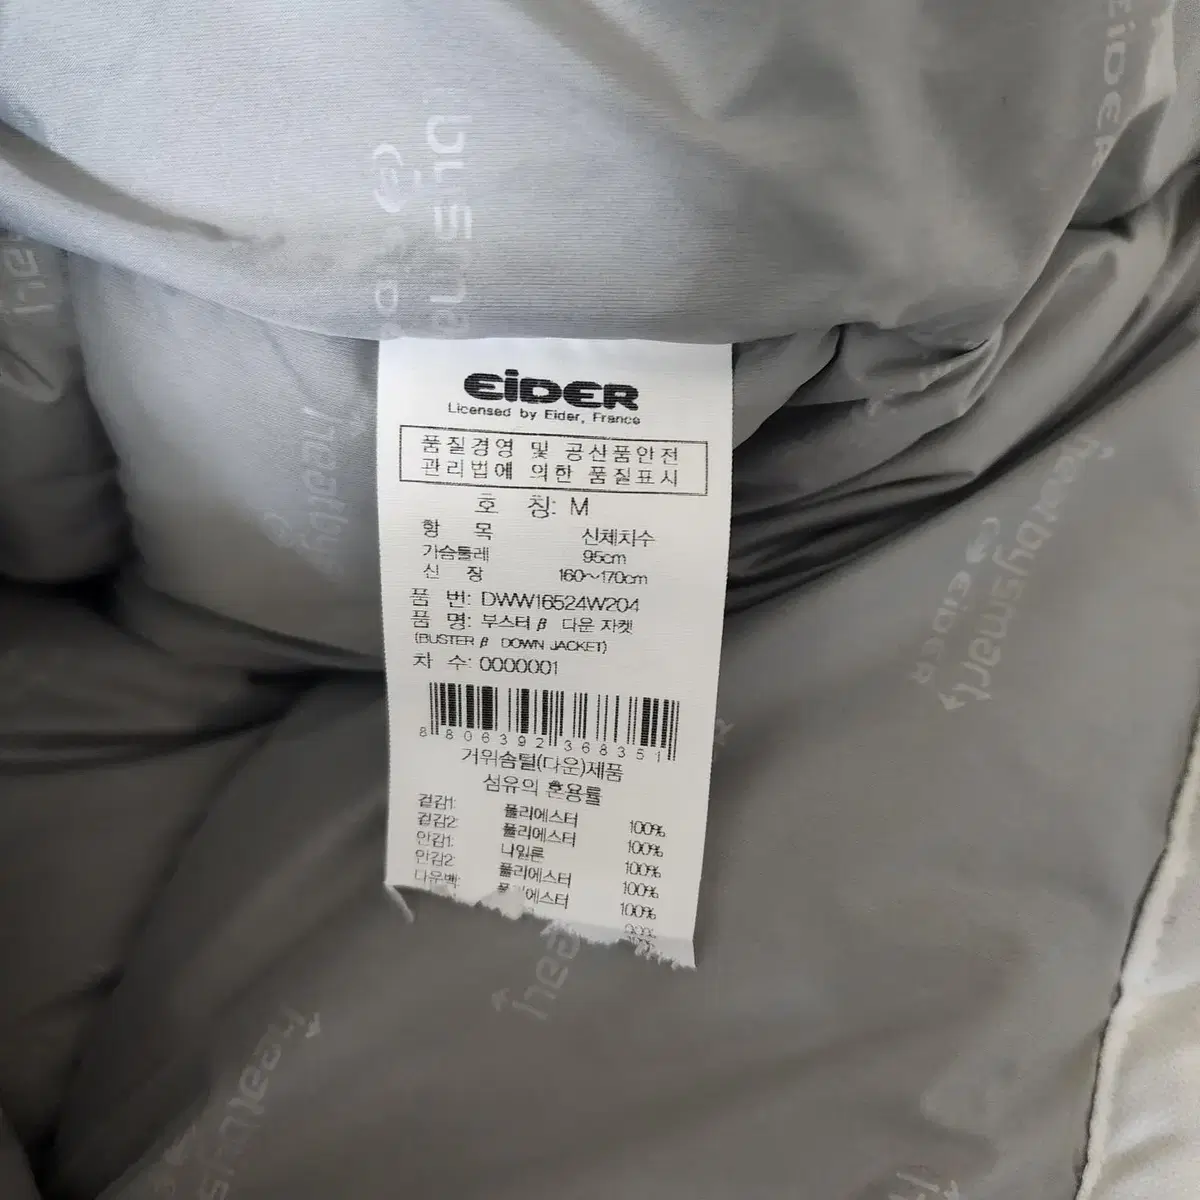 EiDER
Licensed by Eider, France
품질경영 및 공산품안전
관리법에 의한 품질표시
호 칭: M
항 목 신체치수
가슴둘레 95cm
신 장 160~170cm
품 번: DWW16524W204
품 명: 부스터 β 다운 자켓
(BUSTER β DOWN JACKET)
차 수: 0000001
8 806392 368351
거위솜털(다운)제품
섬유의 혼용률
겉감1: 폴리에스터 100%
겉감2: 폴리에스터 100%
안감1: 나일론 100%
안감2: 폴리에스터 100%
다운백: 폴리에스터 100%
heatbysmart
EiDER
EiDER